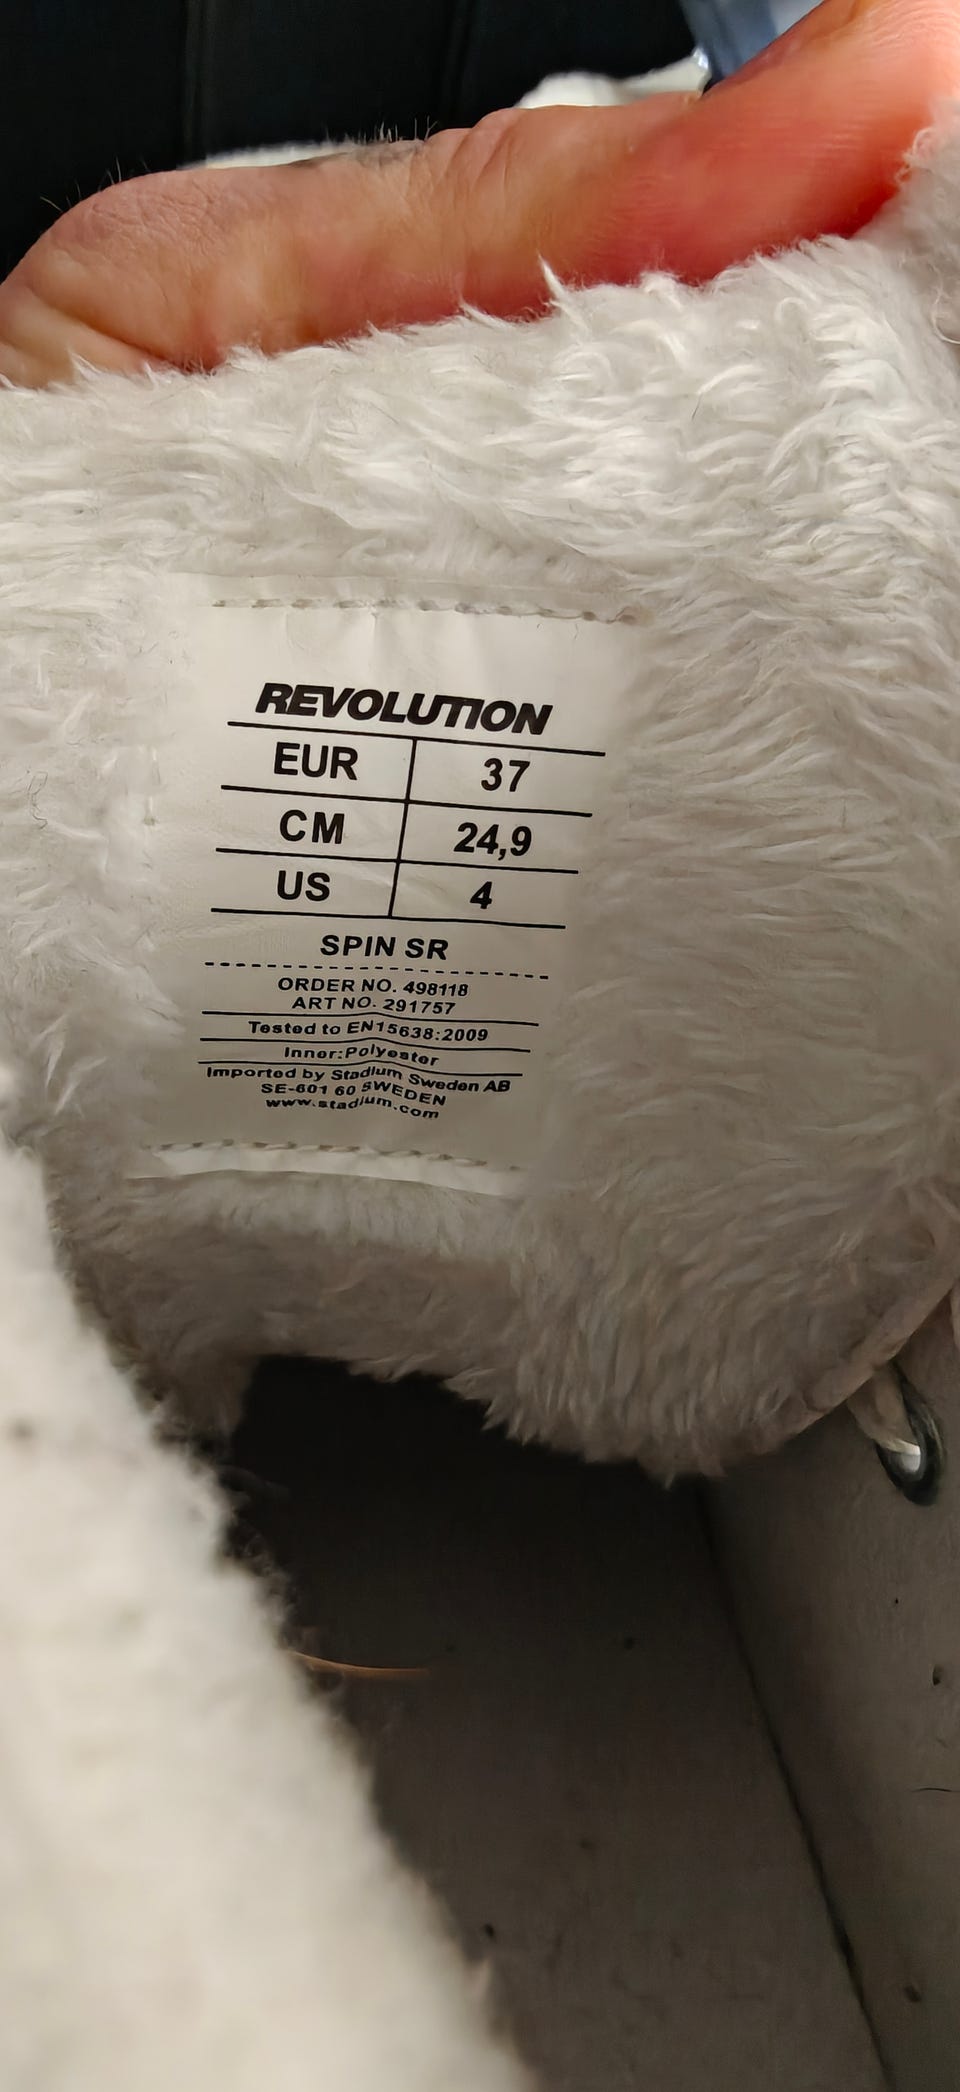 REVOLUTION
EUR 37
CM 24,9
US 4
SPIN SR
ORDER NO. 498118
ART NO. 291757
Tested to EN15638:2009
Inner:Polyester
Imported by Stadium Sweden AB
SE-601 60 SWEDEN
www.stadium.com